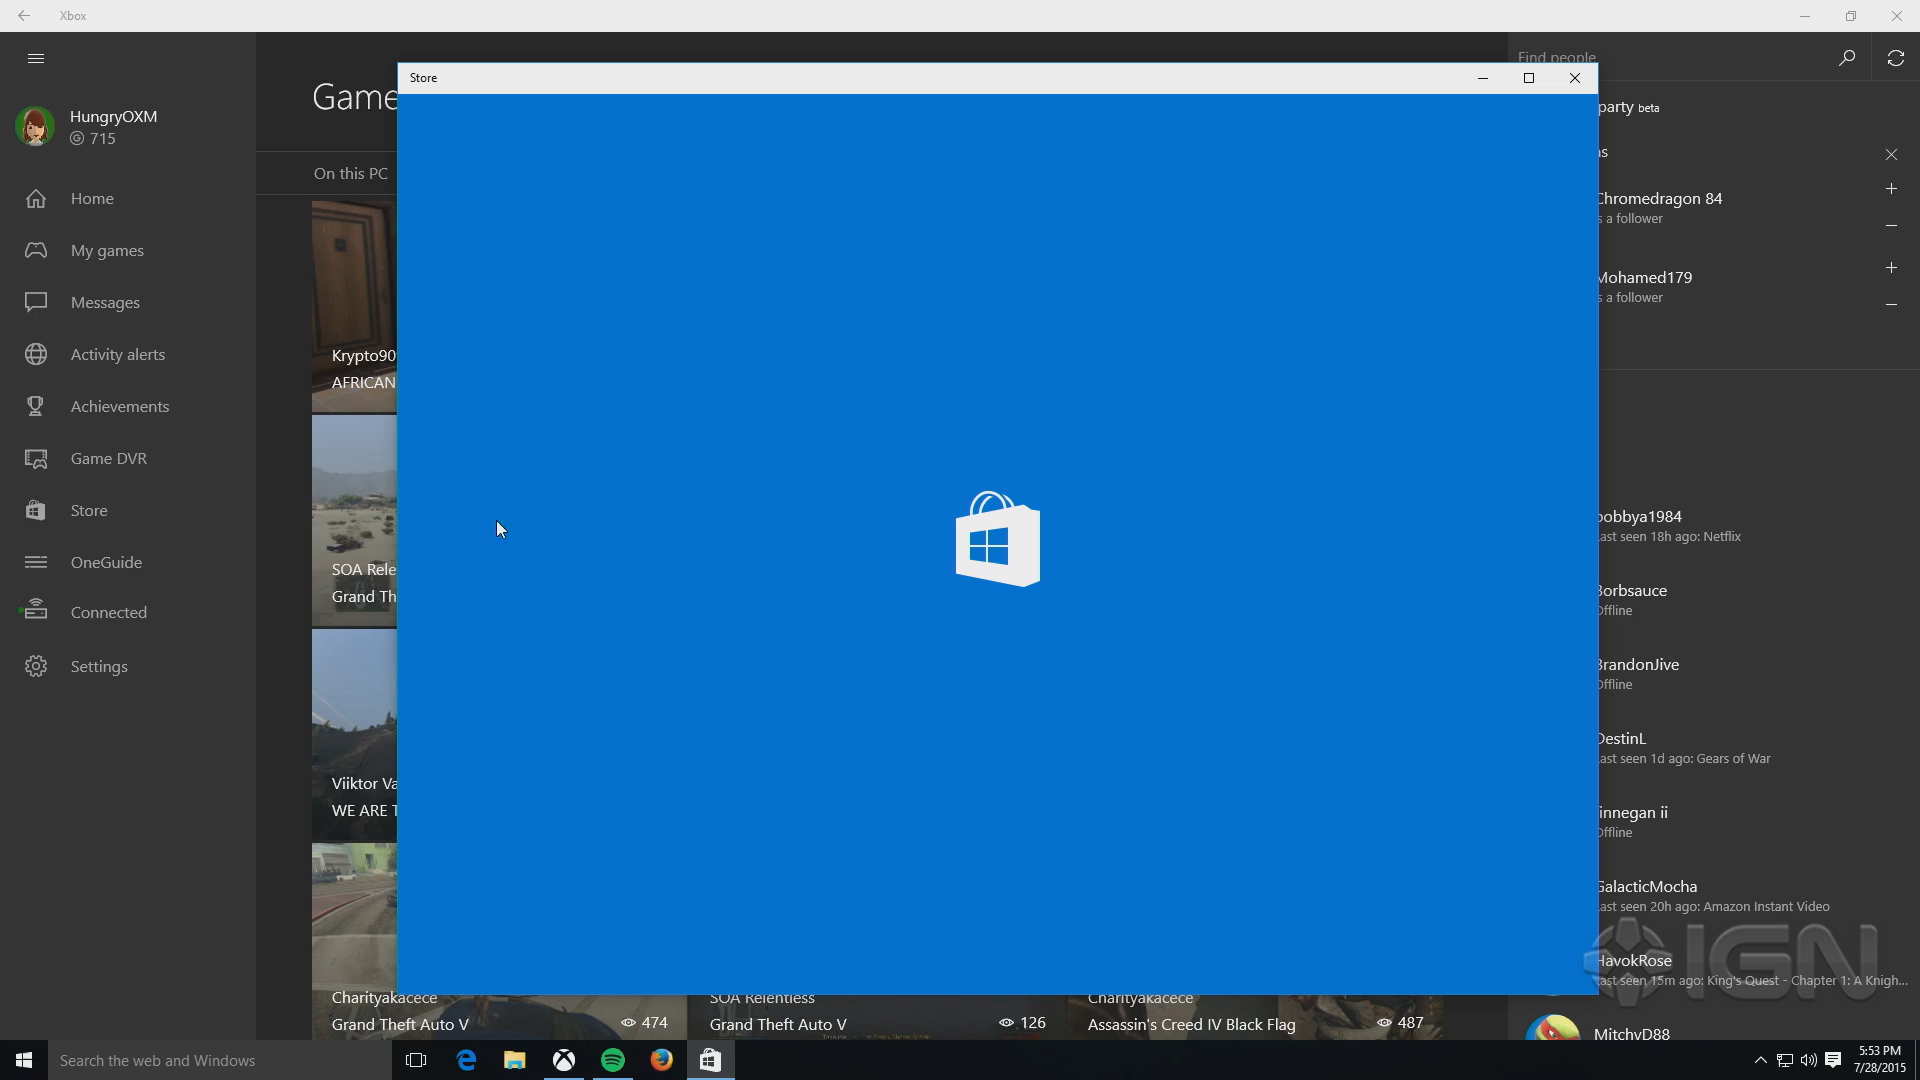 Xbox
HungryOXM
715
Home
My games
Messages
Activity alerts
Achievements
Game DVR
Store
OneGuide
Connected
Settings
Game
On this PC
Krypto90
AFRICAN
SOA Rele
Grand Th
Viiktor Va
WE ARE T
Charityakacece
Grand Theft Auto V
474
SOA Relentless
Grand Theft Auto V
126
Charityakacece
Assassin's Creed IV Black Flag
487
Store
Find people
party beta
ns
Chromedragon 84
s a follower
Mohamed179
s a follower
bobbya1984
ast seen 18h ago: Netflix
Borbsauce
Offline
BrandonJive
Offline
DestinL
ast seen 1d ago: Gears of War
innegan ii
Offline
GalacticMocha
ast seen 20h ago: Amazon Instant Video
HavokRose
ast seen 15m ago: King's Quest - Chapter 1: A Knigh...
MitchyD88
IGN
Search the web and Windows
5:53 PM
7/28/2015